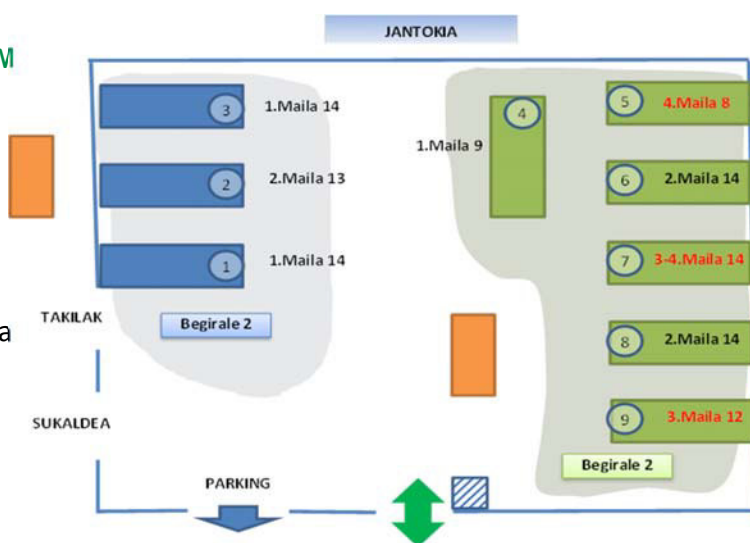 JANTOKIA
M
3 1.Maila 14
2 2.Maila 13
1 1.Maila 14
Begirale 2
4
1.Maila 9
5 4.Maila 8
6 2.Maila 14
7 3-4.Maila 14
8 2.Maila 14
9 3.Maila 12
Begirale 2
TAKILAK
a
SUKALDEA
PARKING